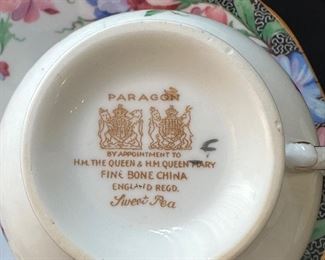 PARAGON
BY APPOINTMENT TO
H.M. THE QUEEN & H.M. QUEEN MARY
FINE BONE CHINA
ENGLAND REGD.
Sweet Pea